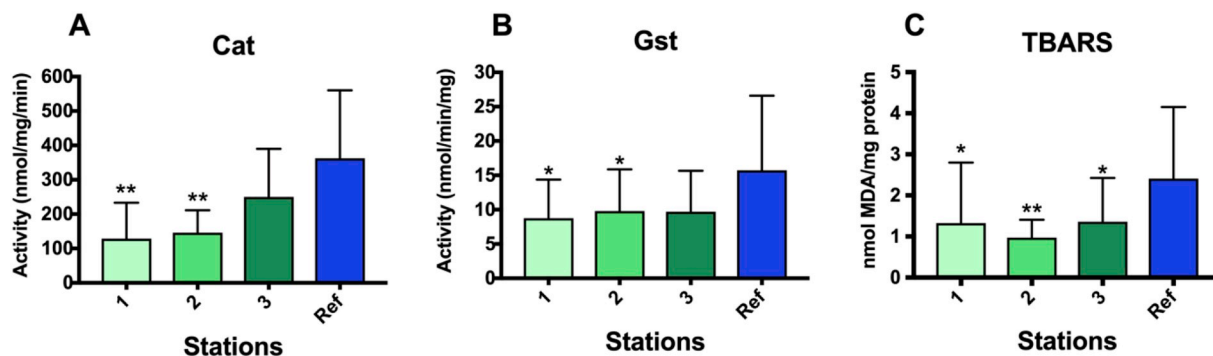 A
Cat
Activity (nmol/mg/min)
600
500
400
300
200
100
0
**
**
1
2
3
Ref
Stations
B
Gst
Activity (nmol/min/mg)
30
25
20
15
10
5
0
*
*
1
2
3
Ref
Stations
C
TBARS
nmol MDA/mg protein
5
4
3
2
1
0
*
**
*
1
2
3
Ref
Stations